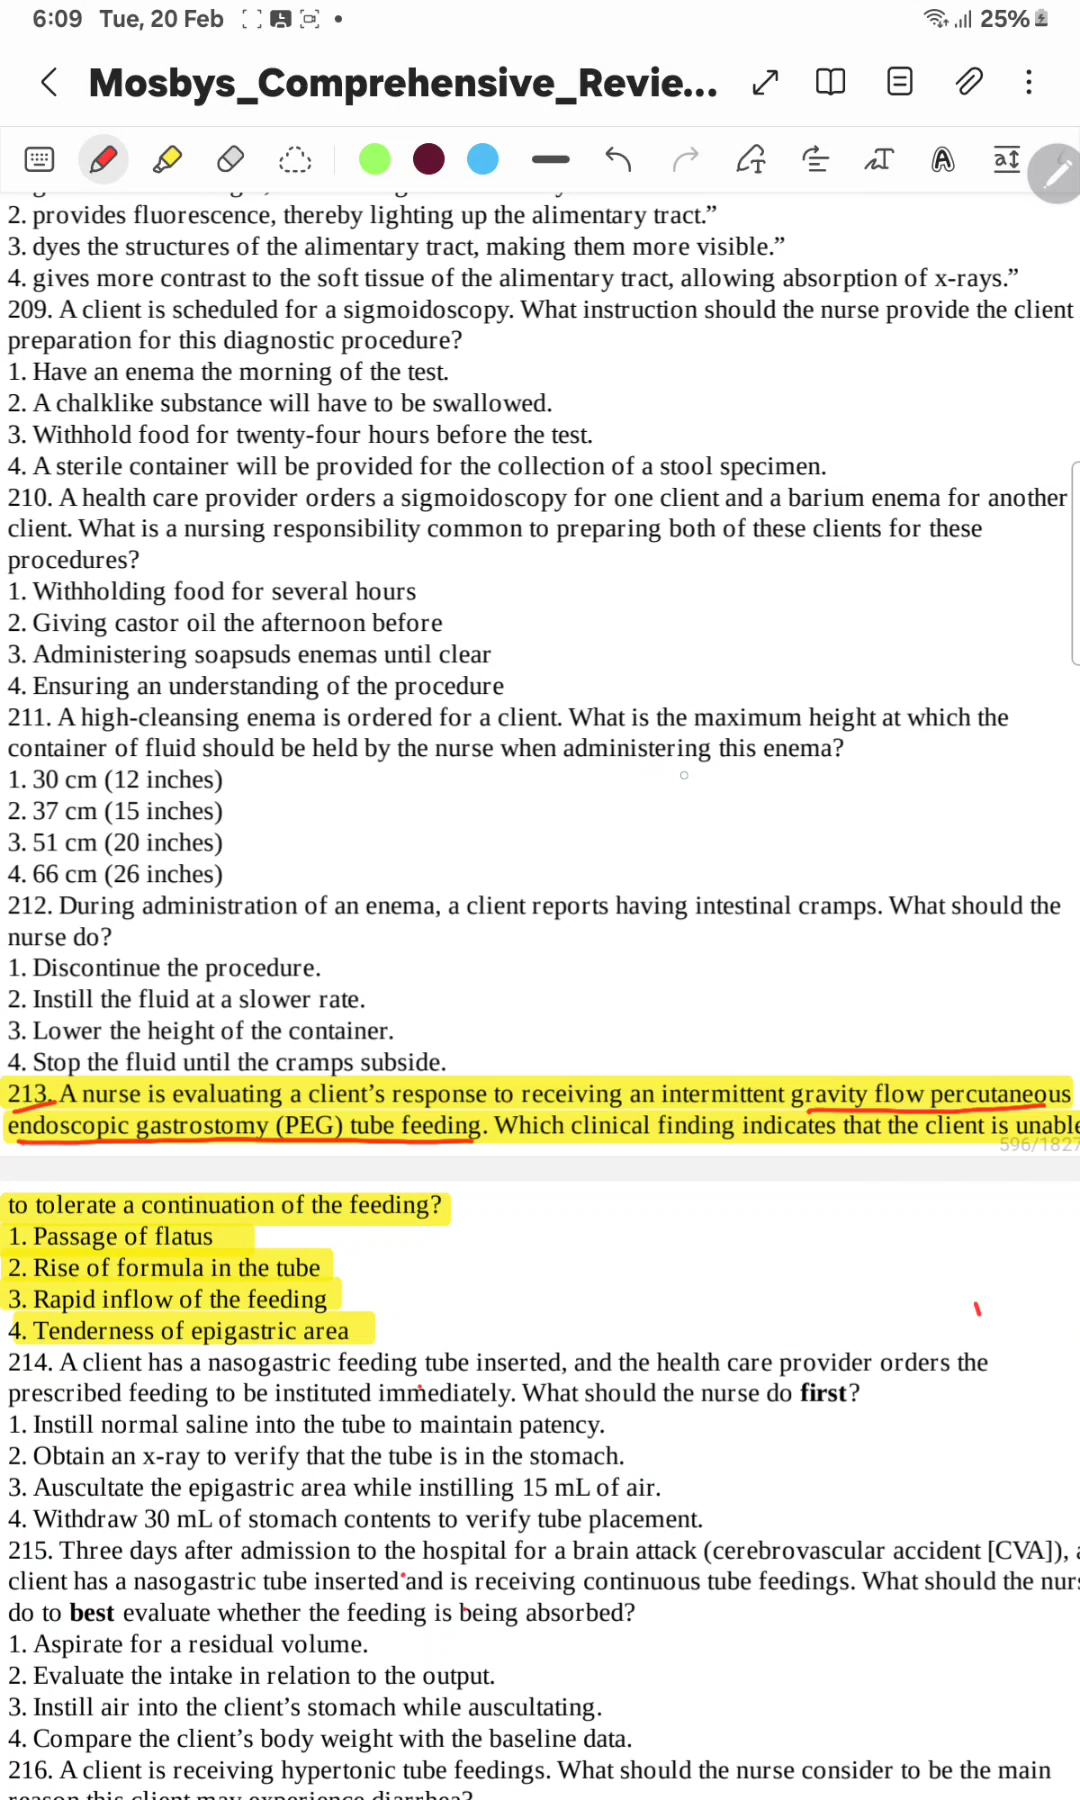 6:09 Tue, 20 Feb 25%
Mosbys_Comprehensive_Revie...
2. provides fluorescence, thereby lighting up the alimentary tract.”
3. dyes the structures of the alimentary tract, making them more visible.”
4. gives more contrast to the soft tissue of the alimentary tract, allowing absorption of x-rays.”
209. A client is scheduled for a sigmoidoscopy. What instruction should the nurse provide the client
preparation for this diagnostic procedure?
1. Have an enema the morning of the test.
2. A chalklike substance will have to be swallowed.
3. Withhold food for twenty-four hours before the test.
4. A sterile container will be provided for the collection of a stool specimen.
210. A health care provider orders a sigmoidoscopy for one client and a barium enema for another
client. What is a nursing responsibility common to preparing both of these clients for these
procedures?
1. Withholding food for several hours
2. Giving castor oil the afternoon before
3. Administering soapsuds enemas until clear
4. Ensuring an understanding of the procedure
211. A high-cleansing enema is ordered for a client. What is the maximum height at which the
container of fluid should be held by the nurse when administering this enema?
1. 30 cm (12 inches)
2. 37 cm (15 inches)
3. 51 cm (20 inches)
4. 66 cm (26 inches)
212. During administration of an enema, a client reports having intestinal cramps. What should the
nurse do?
1. Discontinue the procedure.
2. Instill the fluid at a slower rate.
3. Lower the height of the container.
4. Stop the fluid until the cramps subside.
213. A nurse is evaluating a client’s response to receiving an intermittent gravity flow percutaneous
endoscopic gastrostomy (PEG) tube feeding. Which clinical finding indicates that the client is unable
596/1827
to tolerate a continuation of the feeding?
1. Passage of flatus
2. Rise of formula in the tube
3. Rapid inflow of the feeding
4. Tenderness of epigastric area
214. A client has a nasogastric feeding tube inserted, and the health care provider orders the
prescribed feeding to be instituted immediately. What should the nurse do first?
1. Instill normal saline into the tube to maintain patency.
2. Obtain an x-ray to verify that the tube is in the stomach.
3. Auscultate the epigastric area while instilling 15 mL of air.
4. Withdraw 30 mL of stomach contents to verify tube placement.
215. Three days after admission to the hospital for a brain attack (cerebrovascular accident [CVA]), a
client has a nasogastric tube inserted and is receiving continuous tube feedings. What should the nurs
do to best evaluate whether the feeding is being absorbed?
1. Aspirate for a residual volume.
2. Evaluate the intake in relation to the output.
3. Instill air into the client’s stomach while auscultating.
4. Compare the client’s body weight with the baseline data.
216. A client is receiving hypertonic tube feedings. What should the nurse consider to be the main
reason this client may experience diarrhea?